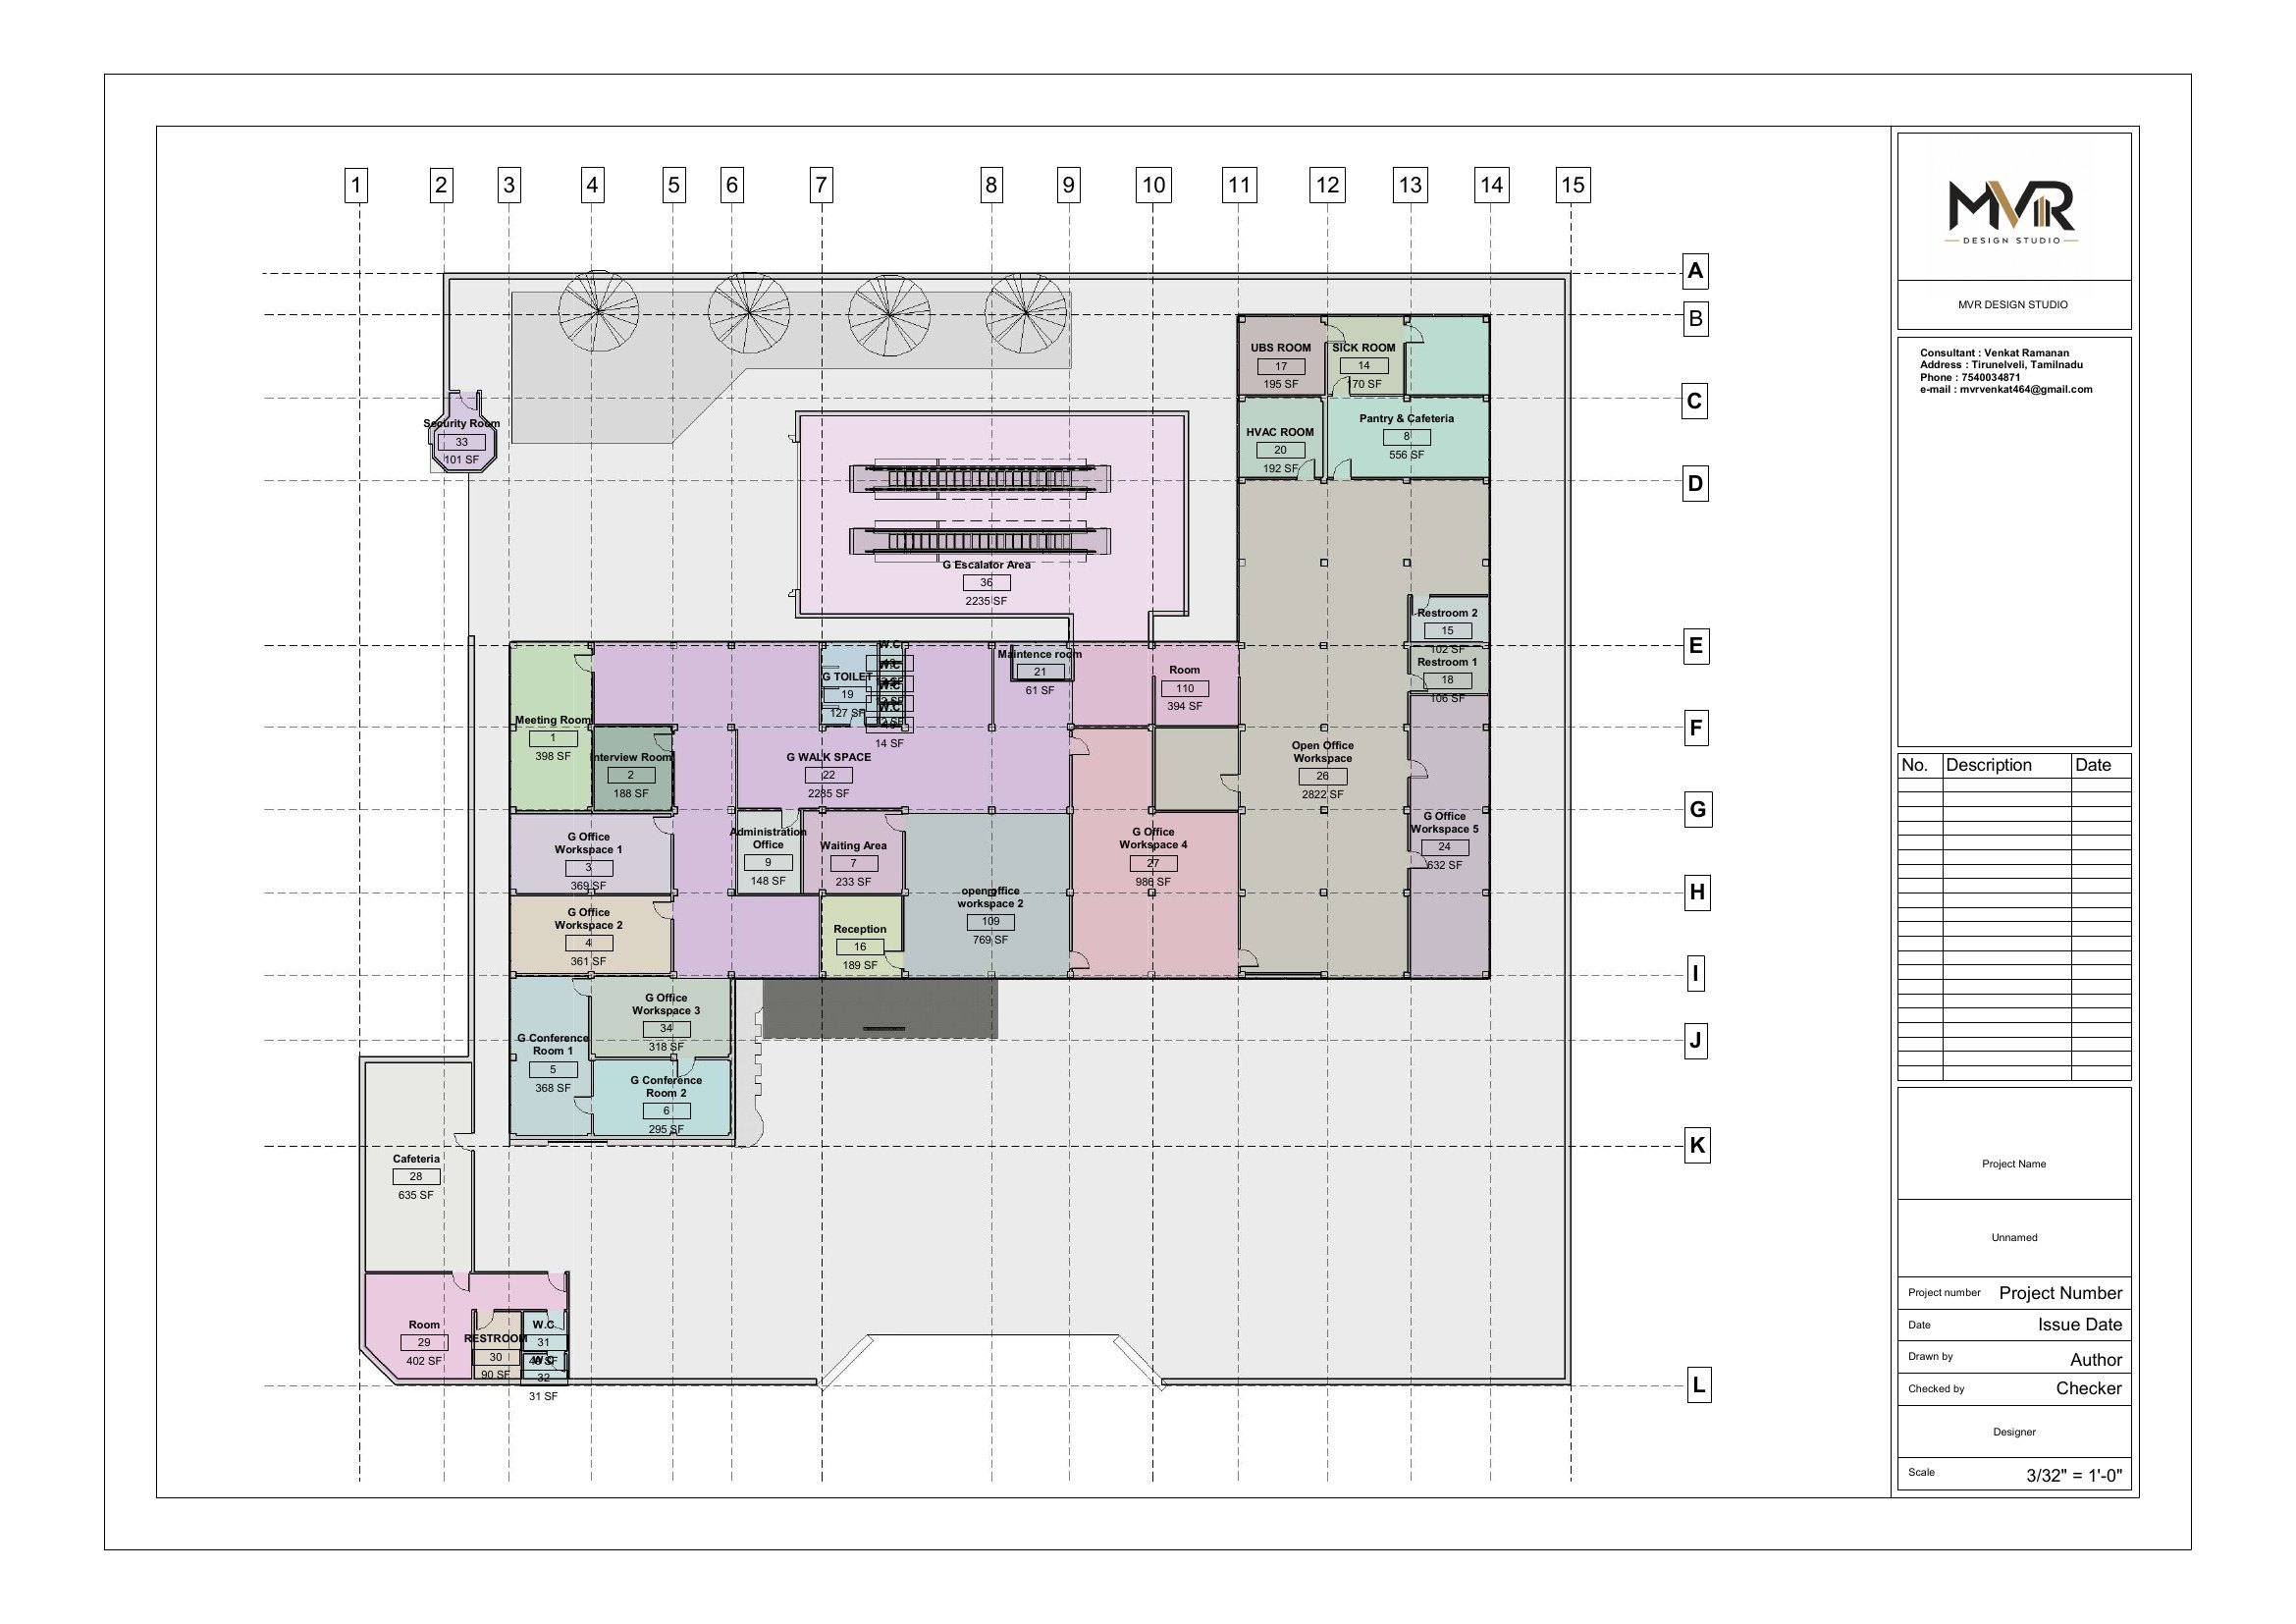 1 2 3 4 5 6 7 8 9 10 11 12 13 14 15
A
B
C
D
E
F
G
H
I
J
K
L
UBS ROOM
17
195 SF
SICK ROOM
14
170 SF
HVAC ROOM
20
192 SF
Pantry & Cafeteria
8
556 SF
Security Room
33
101 SF
G Escalator Area
36
2235 SF
Restroom 2
15
102 SF
Restroom 1
18
106 SF
Meeting Room
1
398 SF
Interview Room
2
188 SF
G TOILET
19
127 SF
W.C
W.C
W.C
W.C
14 SF
Maintence room
21
61 SF
Room
110
394 SF
G WALK SPACE
22
2285 SF
Open Office
Workspace
26
2822 SF
G Office
Workspace 1
3
369 SF
Administration
Office
9
148 SF
Waiting Area
7
233 SF
G Office
Workspace 4
27
986 SF
G Office
Workspace 5
24
632 SF
G Office
Workspace 2
4
361 SF
Reception
16
189 SF
open office
workspace 2
109
769 SF
G Office
Workspace 3
34
318 SF
G Conference
Room 1
5
368 SF
G Conference
Room 2
6
295 SF
Cafeteria
28
635 SF
Room
29
402 SF
RESTROOM
30
90 SF
W.C
31
W.C
32
31 SF
MVR
DESIGN STUDIO
MVR DESIGN STUDIO
Consultant : Venkat Ramanan
Address : Tirunelveli, Tamilnadu
Phone : 7540034871
e-mail : mvrvenkat464@gmail.com
No. Description Date
Project Name
Unnamed
Project number Project Number
Date Issue Date
Drawn by Author
Checked by Checker
Designer
Scale 3/32" = 1'-0"